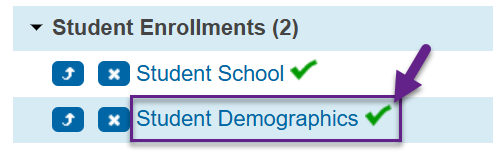 Student Enrollments (2)
Student School
Student Demographics